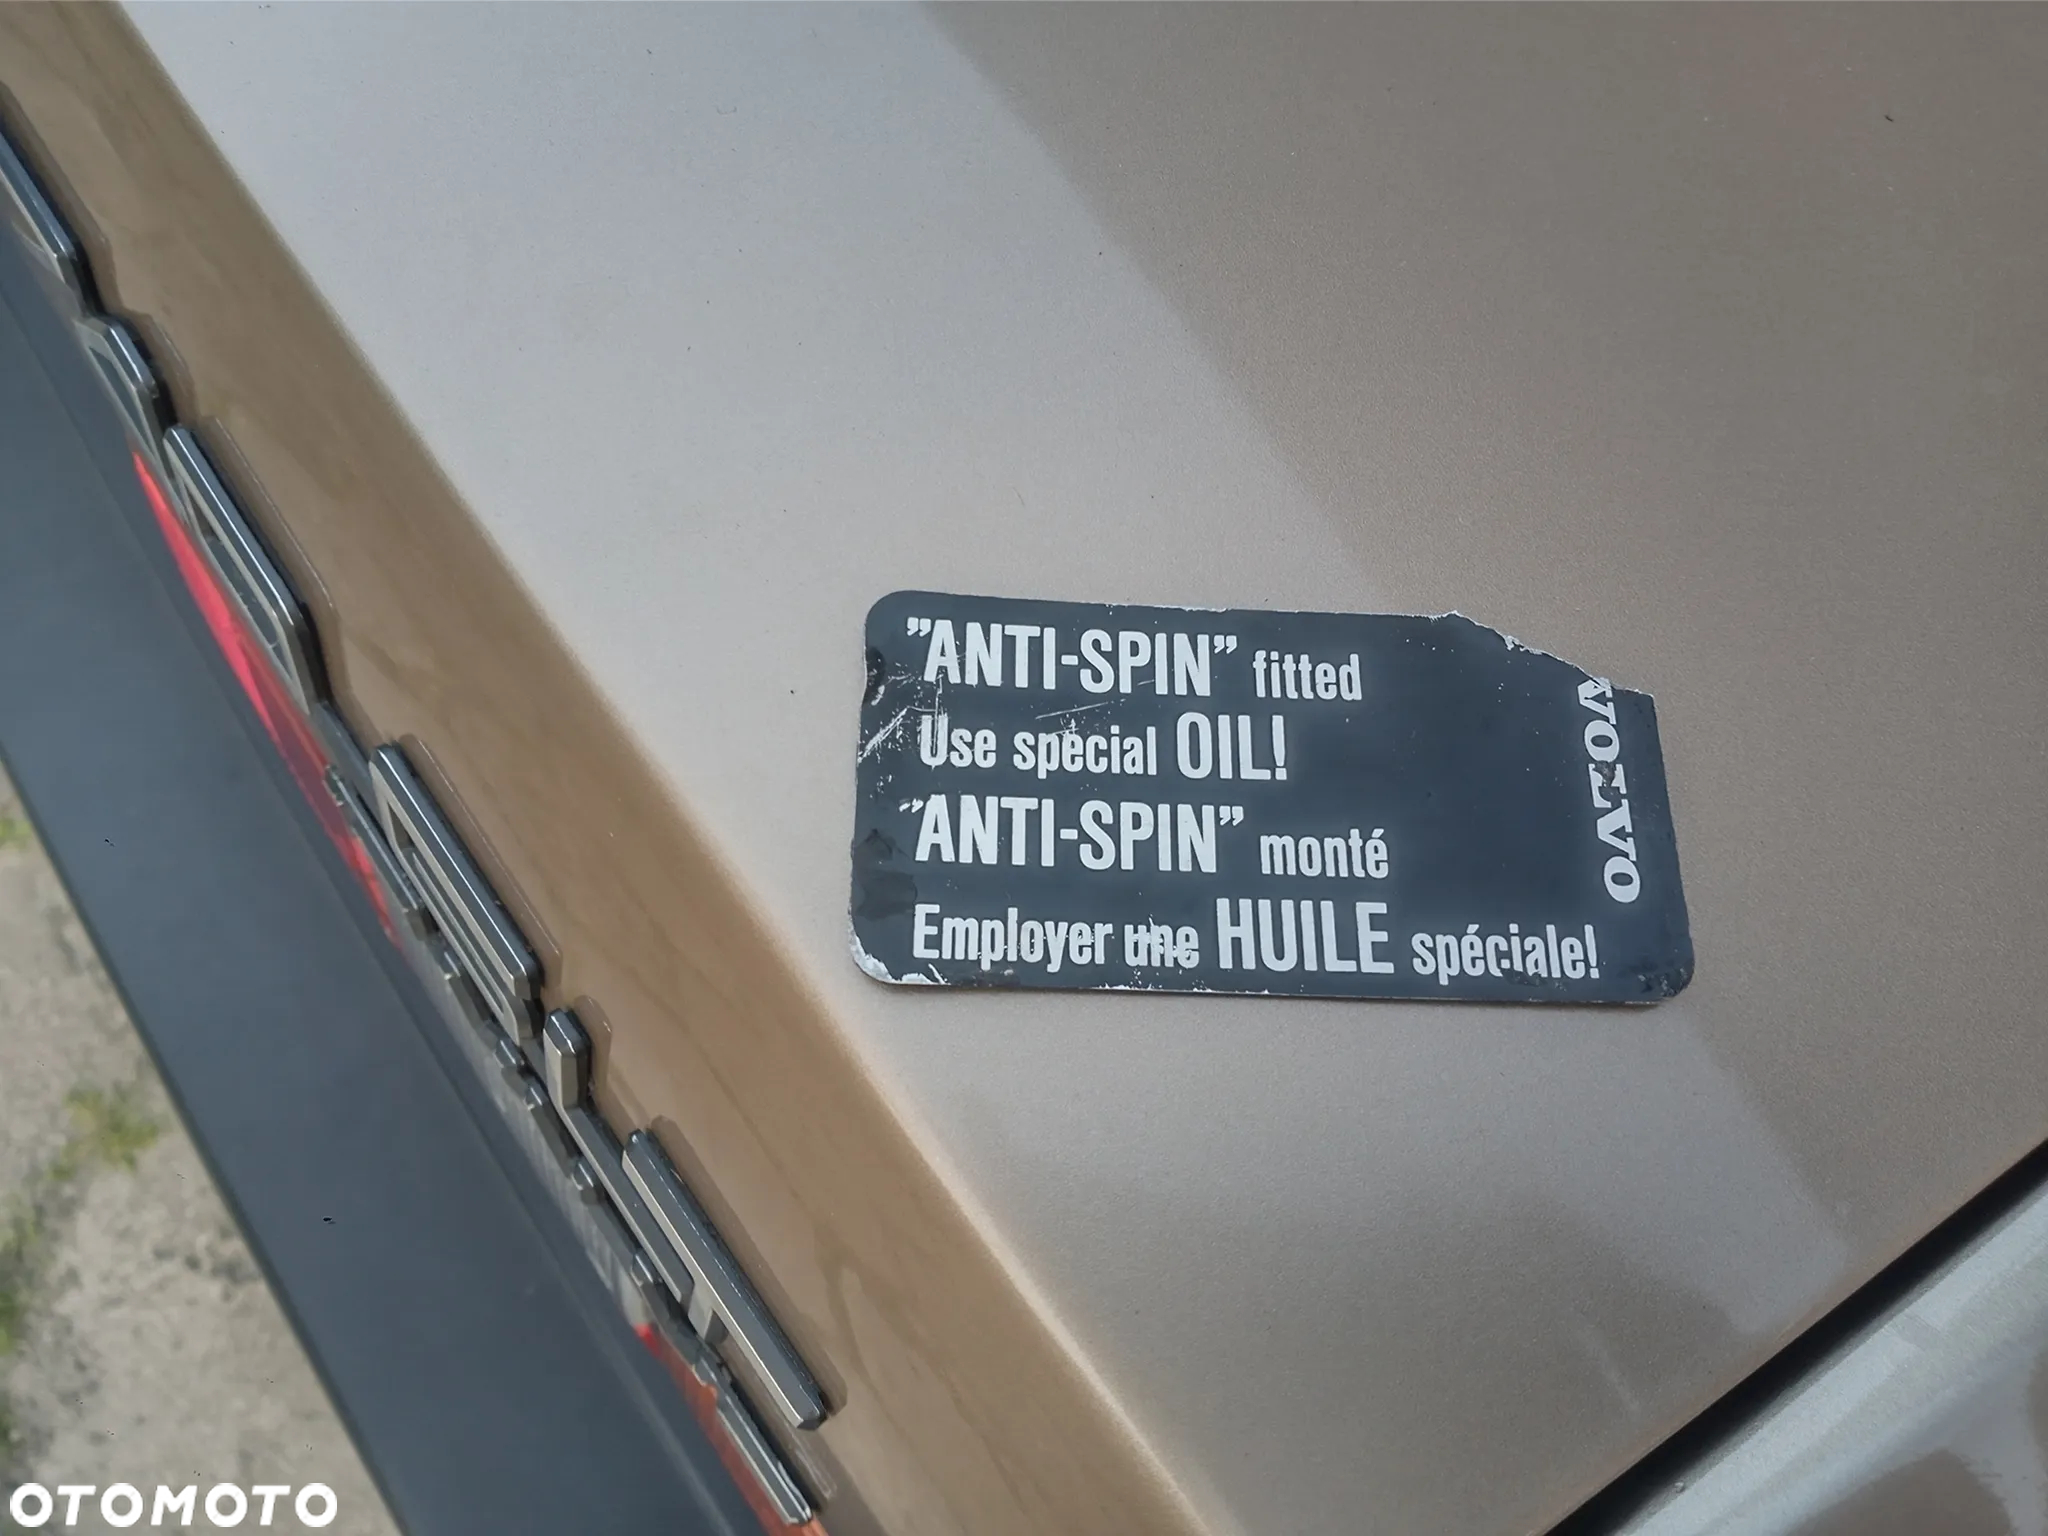 "ANTI-SPIN" fitted
Use special OIL!
"ANTI-SPIN" monté
Employer une HUILE spéciale!
VOLVO
OTOMOTO